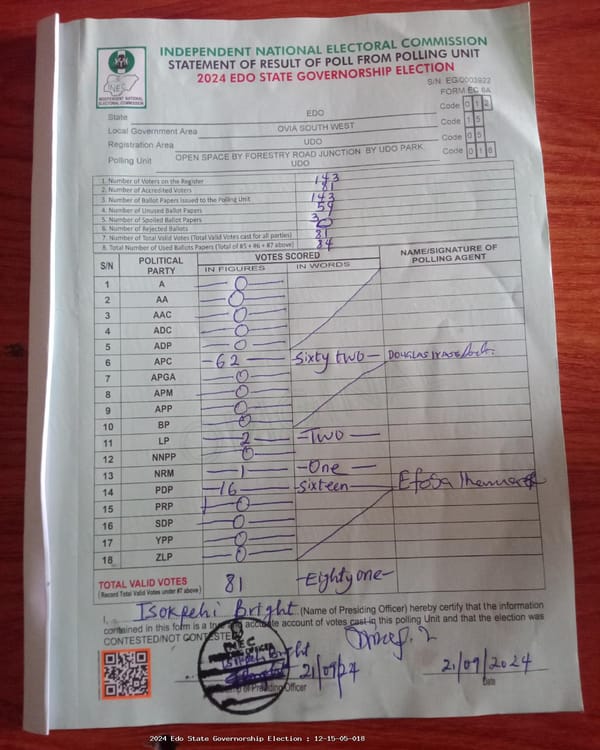 INDEPENDENT NATIONAL ELECTORAL COMMISSION
STATEMENT OF RESULT OF POLL FROM POLLING UNIT
2024 EDO STATE GOVERNORSHIP ELECTION
S/N EG/0003922
FORM EC 8A
INEC
INDEPENDENT NATIONAL ELECTORAL COMMISSION
State EDO Code 0 1 2
Local Government Area OVIA SOUTH WEST Code 1 5
Registration Area UDO Code 0 5
Polling Unit OPEN SPACE BY FORESTRY ROAD JUNCTION BY UDO PARK, UDO Code 0 1 8
1. Number of Voters on the Register 143
2. Number of Accredited Voters 81
3. Number of Ballot Papers Issued to the Polling Unit 143
4. Number of Unused Ballot Papers 59
5. Number of Spoiled Ballot Papers 3
6. Number of Rejected Ballots 0
7. Number of Total Valid Votes (Total Valid Votes cast for all parties) 81
8. Total Number of Used Ballots Papers (Total of #5 + #6 + #7 above) 84
S/N POLITICAL PARTY VOTES SCORED NAME/SIGNATURE OF POLLING AGENT
IN FIGURES IN WORDS
1 A 0
2 AA 0
3 AAC 0
4 ADC 0
5 ADP 0
6 APC -62- Sixty two- DOUGLAS
7 APGA 0
8 APM 0
9 APP 0
10 BP 0
11 LP 2 -Two-
12 NNPP 0
13 NRM 1 -One-
14 PDP -16- -Sixteen- Efosa
15 PRP 0
16 SDP 0
17 YPP 0
18 ZLP 0
TOTAL VALID VOTES 81 -Eighty one-
(Record Total Valid Votes under #7 above)
I, Isokpehi Bright (Name of Presiding Officer) hereby certify that the information
contained in this form is a true and accurate account of votes cast in this polling Unit and that the election was
CONTESTED/NOT CONTESTED
INEC
Bright
21/09/24
21/09/2024
of Presiding Officer Date
2024 Edo State Governorship Election : 12-15-05-018